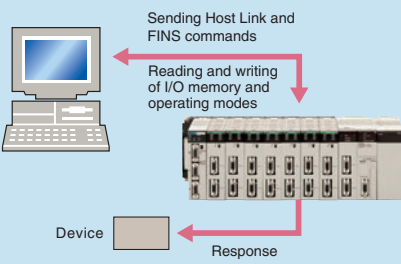 Sending Host Link and
FINS commands
Reading and writing
of I/O memory and
operating modes
Device
Response